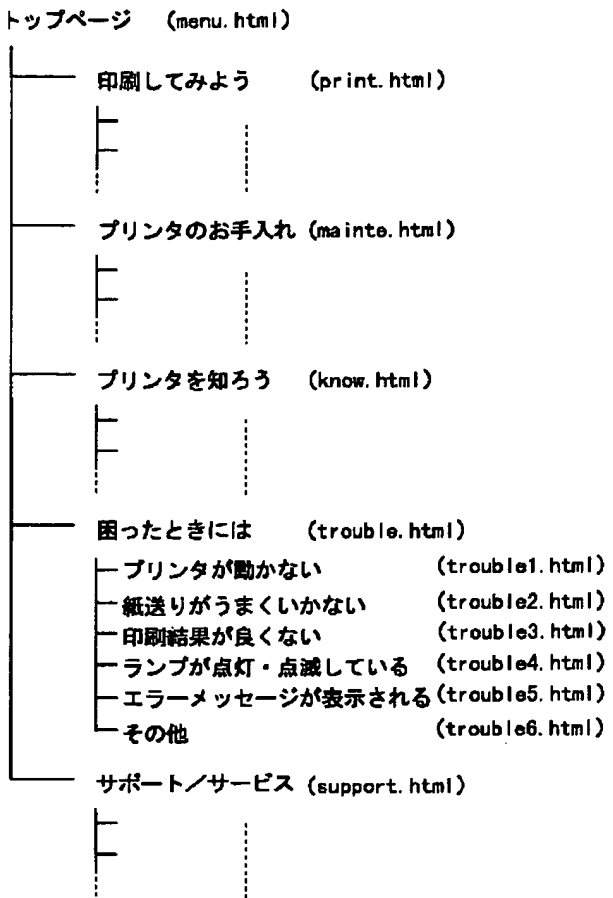 トップページ (menu.html)
印刷してみよう (print.html)
プリンタのお手入れ (mainte.html)
プリンタを知ろう (know.html)
困ったときには (trouble.html)
プリンタが動かない (trouble1.html)
紙送りがうまくいかない (trouble2.html)
印刷結果が良くない (trouble3.html)
ランプが点灯・点滅している (trouble4.html)
エラーメッセージが表示される (trouble5.html)
その他 (trouble6.html)
サポート／サービス (support.html)